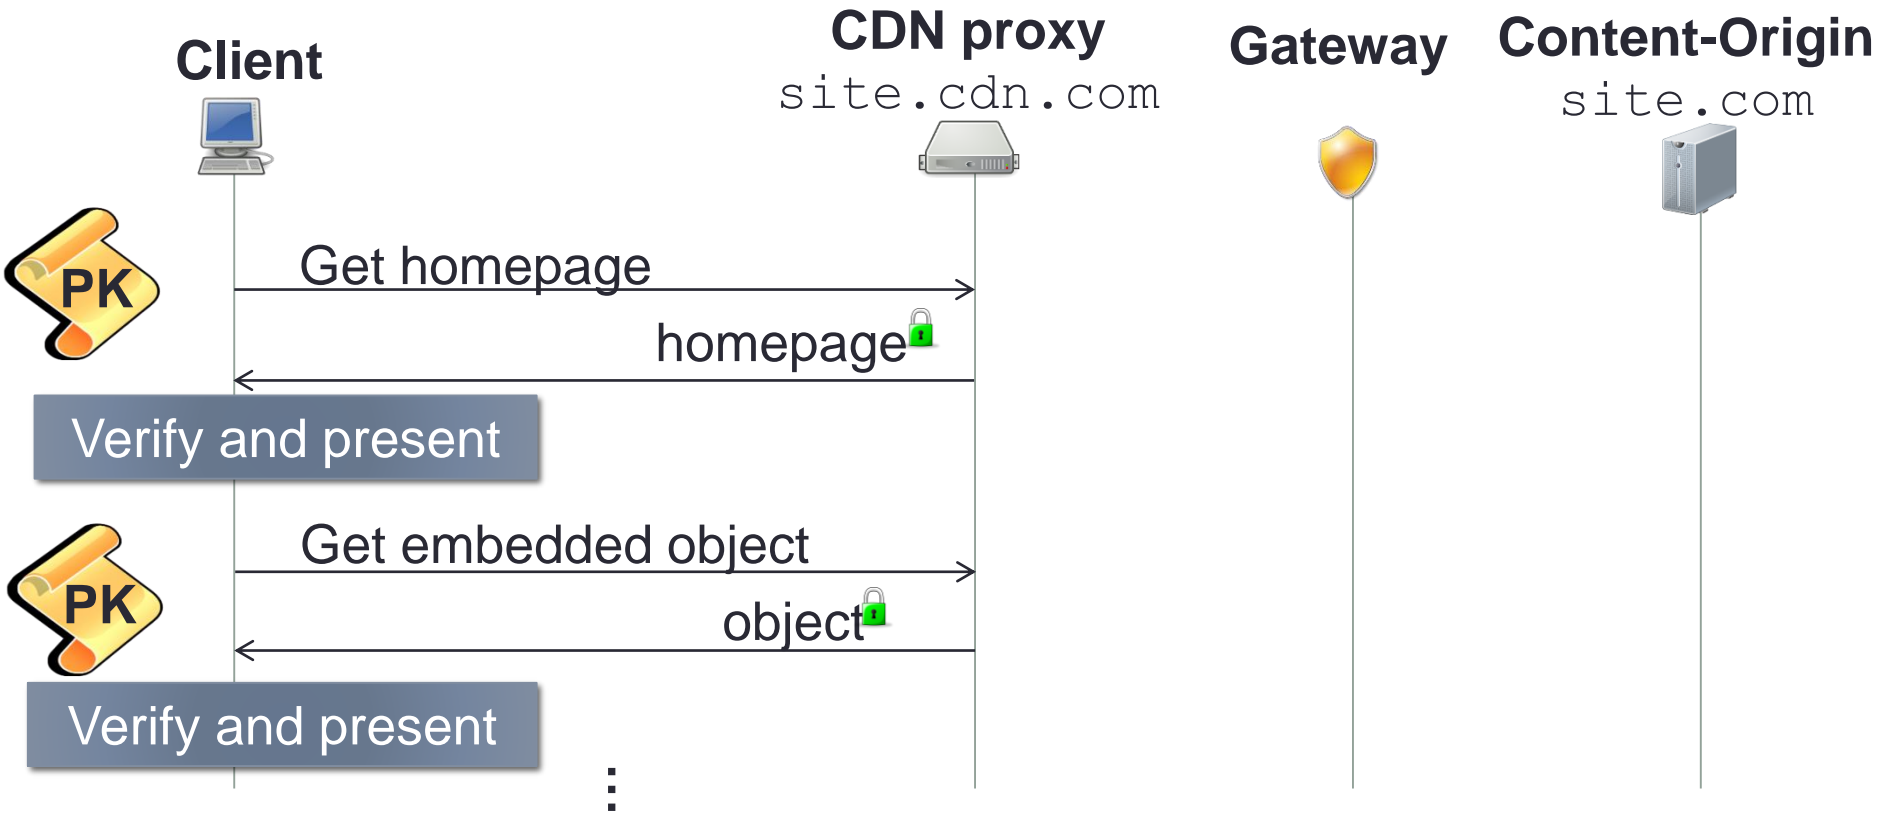 Client
CDN proxy
site.cdn.com
Gateway
Content-Origin
site.com
PK
Get homepage
homepage
Verify and present
PK
Get embedded object
object
Verify and present
⋮